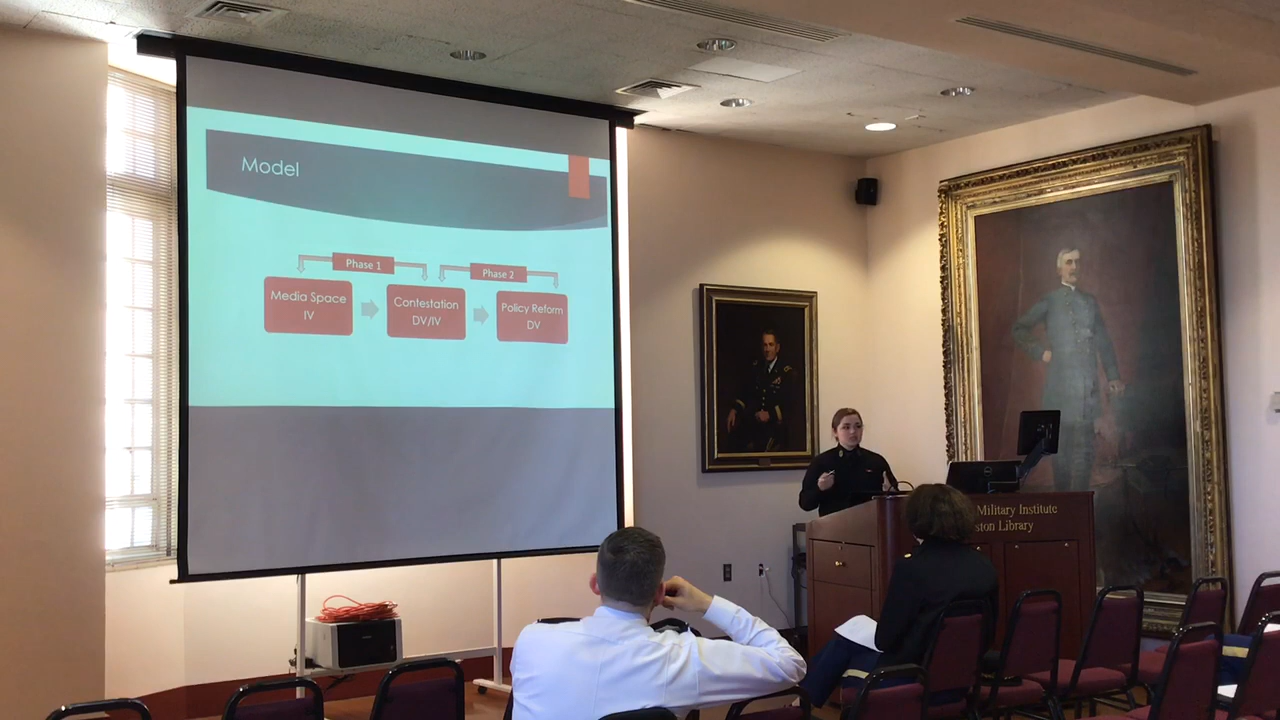 Model
Phase 1
Phase 2
Media Space
IV
Contestation
DV/IV
Policy Reform
DV
Military Institute
ston Library